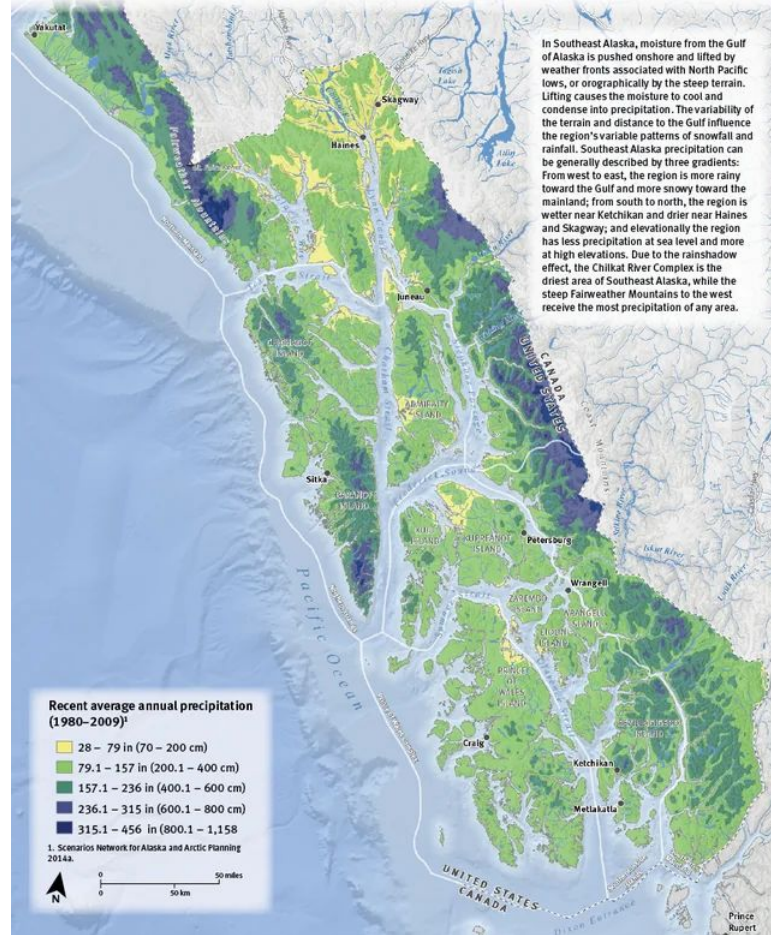 Yakutat
In Southeast Alaska, moisture from the Gulf
of Alaska is pushed onshore and lifted by
weather fronts associated with North Pacific
lows, or orographically by the steep terrain.
Lifting causes the moisture to cool and
condense into precipitation. The variability of
the terrain and distance to the Gulf influence
the region's variable patterns of snowfall and
rainfall. Southeast Alaska precipitation can
be generally described by three gradients:
From west to east, the region is more rainy
toward the Gulf and more snowy toward the
mainland; from south to north, the region is
wetter near Ketchikan and drier near Haines
and Skagway; and elevationally the region
has less precipitation at sea level and more
at high elevations. Due to the rainshadow
effect, the Chilkat River Complex is the
driest area of Southeast Alaska, while the
steep Fairweather Mountains to the west
receive the most precipitation of any area.
Skagway
Haines
Juneau
CANADA
UNITED STATES
Coast Mountains
Chatham Strait
ADMIRALTY
ISLAND
Sitka
BARANOF
ISLAND
KUPREANOF
ISLAND
Petersburg
Stikine River
Iskut River
Wrangell
WRANGELL
ISLAND
PRINCE
OF
WALES
ISLAND
Pacific Ocean
Craig
Ketchikan
Metlakatla
UNITED STATES
CANADA
Dixon Entrance
Prince
Rupert
Recent average annual precipitation
(1980–2009)¹
28 – 79 in (70 – 200 cm)
79.1 – 157 in (200.1 – 400 cm)
157.1 – 236 in (400.1 – 600 cm)
236.1 – 315 in (600.1 – 800 cm)
315.1 – 456 in (800.1 – 1,158
1. Scenarios Network for Alaska and Arctic Planning
2014a.
N
0 50 miles
0 50 km